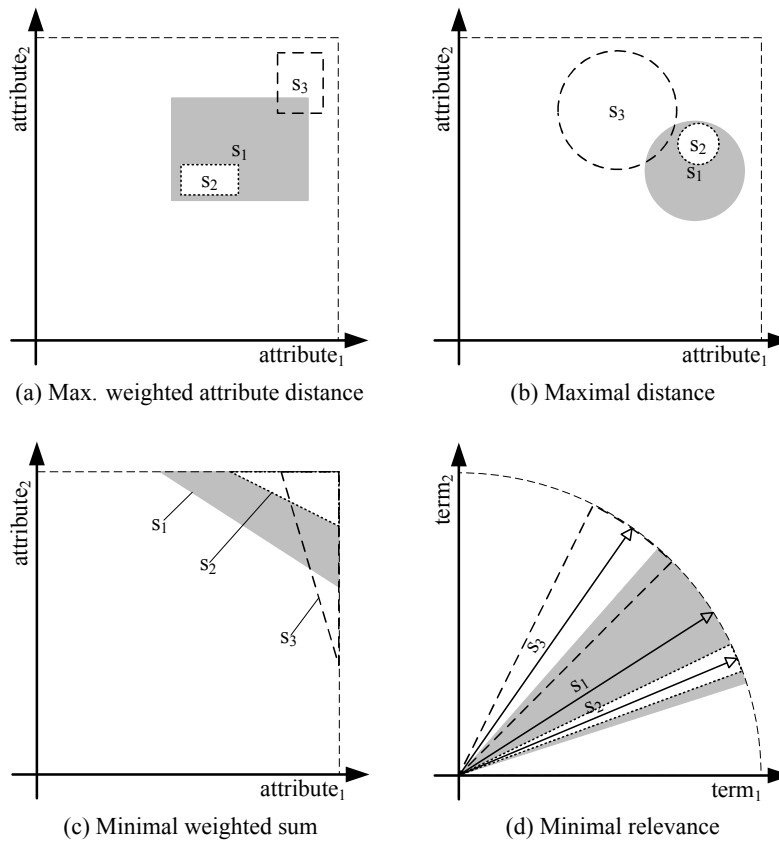 attribute₂
s₃
s₁
s₂
attribute₁
(a) Max. weighted attribute distance
attribute₂
s₃
s₂
s₁
attribute₁
(b) Maximal distance
attribute₂
s₁
s₂
s₃
attribute₁
(c) Minimal weighted sum
term₂
s₃
s₁
s₂
term₁
(d) Minimal relevance